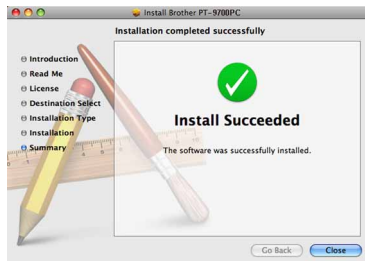 Install Brother PT-9700PC
Installation completed successfully
Introduction
Read Me
License
Destination Select
Installation Type
Installation
Summary
Install Succeeded
The software was successfully installed.
Go Back
Close